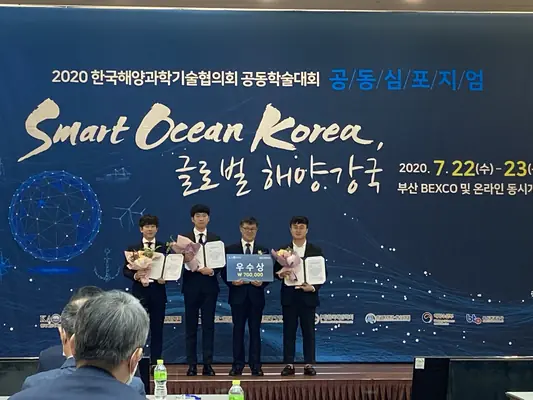 2020 한국해양과학기술협의회 공동학술대회 공/동/심/포/지/엄
Smart Ocean Korea,
글로벌 해양강국
2020. 7.22(수) - 23
부산 BEXCO 및 온라인 동시
우수상
₩ 700,000